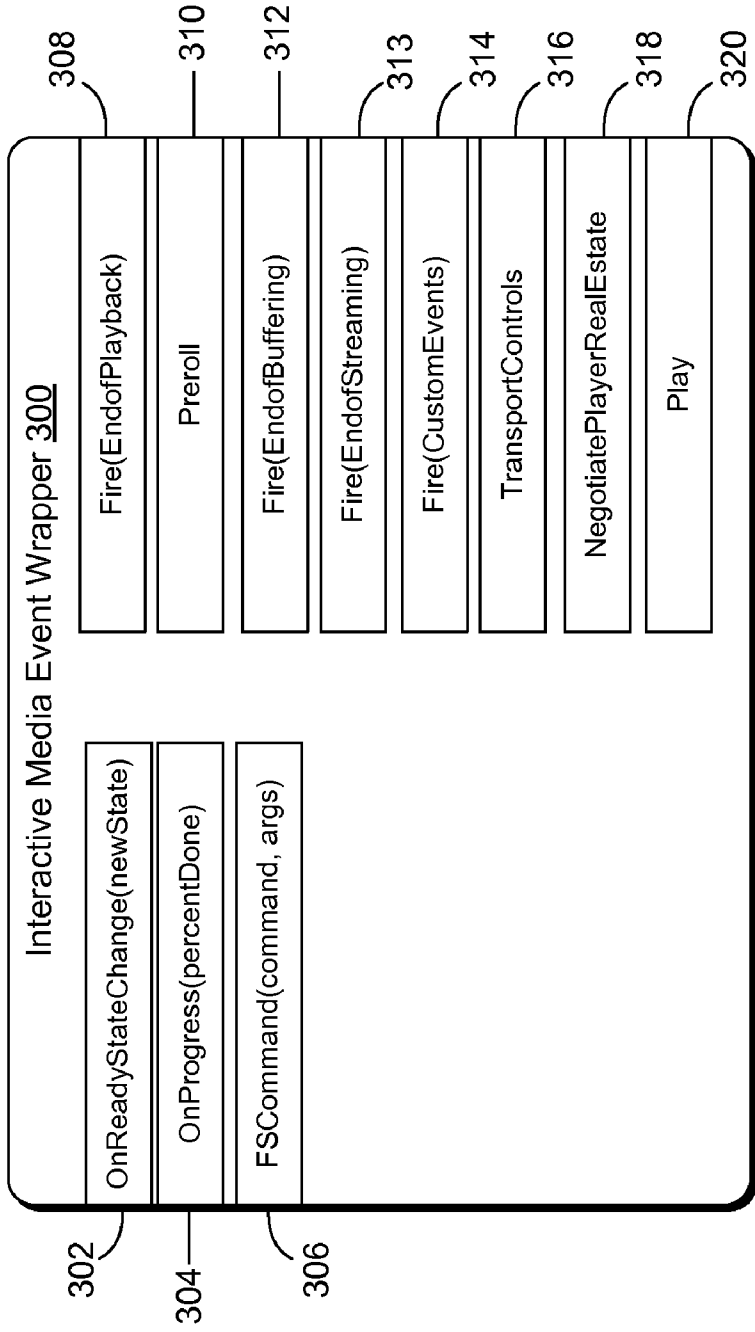 Interactive Media Event Wrapper 300
302
OnReadyStateChange(newState)
304
OnProgress(percentDone)
306
FSCommand(command, args)
Fire(EndofPlayback)
308
Preroll
310
Fire(EndofBuffering)
312
Fire(EndofStreaming)
313
Fire(CustomEvents)
314
TransportControls
316
NegotiatePlayerRealEstate
318
Play
320